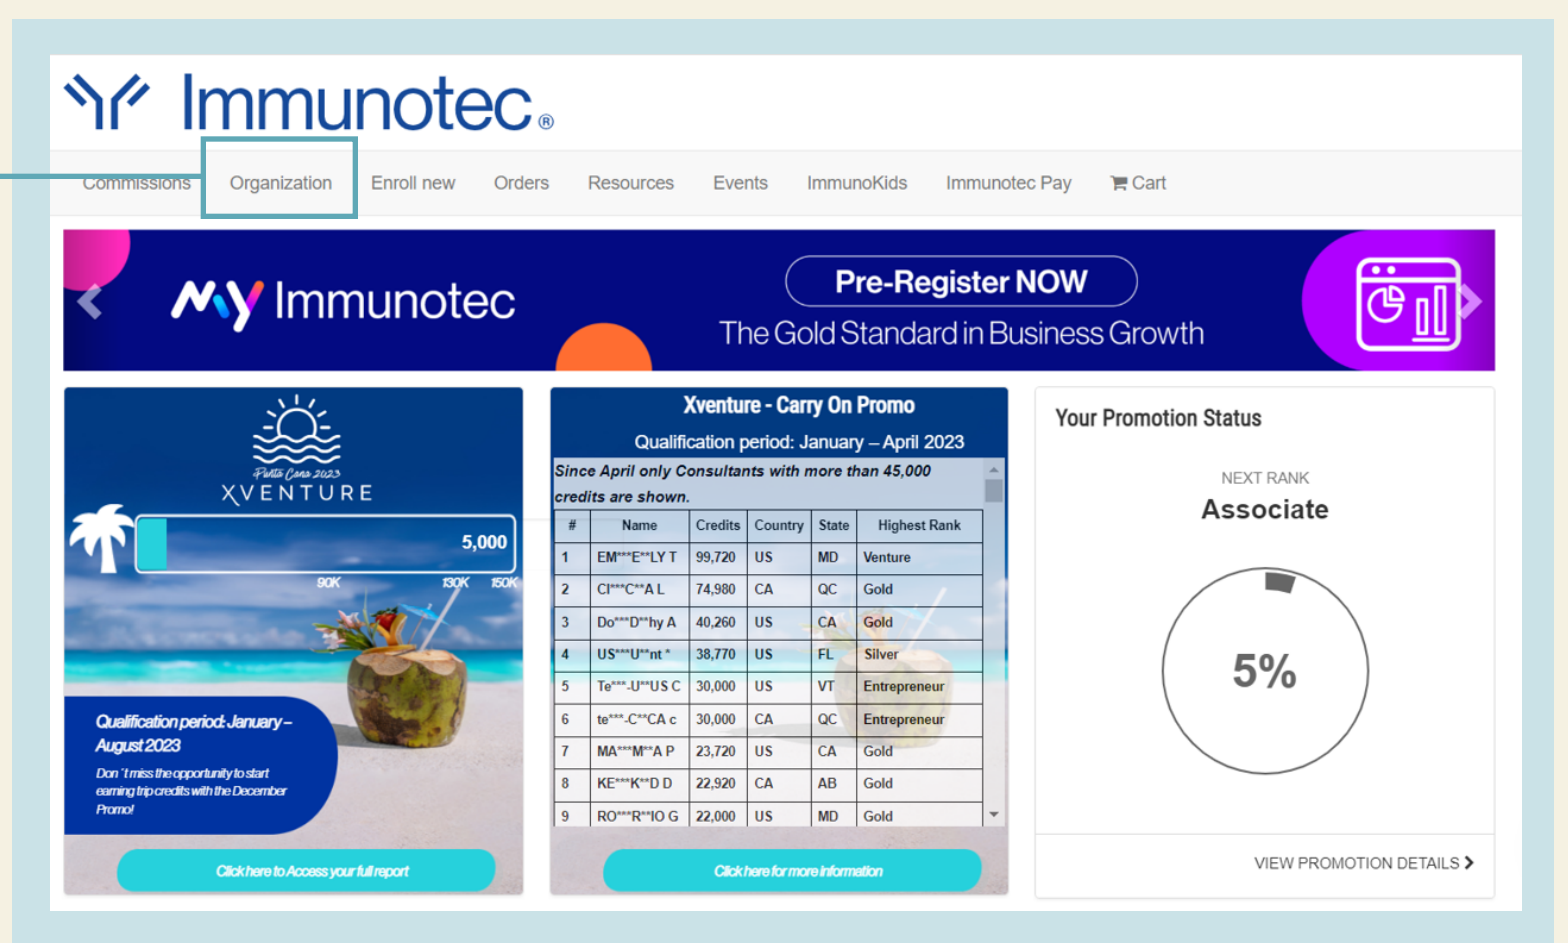 Immunotec®
Commissions Organization Enroll new Orders Resources Events ImmunoKids Immunotec Pay Cart
My Immunotec
Pre-Register NOW
The Gold Standard in Business Growth
Punta Cana 2023
XVENTURE
5,000
90K 130K 150K
Qualification period: January –
August 2023
Don´t miss the opportunity to start
earning trip credits with the December
Promo!
Click here to Access your full report
Xventure - Carry On Promo
Qualification period: January – April 2023
Since April only Consultants with more than 45,000
credits are shown.
# Name Credits Country State Highest Rank
1 EM***E**LY T 99,720 US MD Venture
2 CI***C**A L 74,980 CA QC Gold
3 Do***D**hy A 40,260 US CA Gold
4 US***U**nt * 38,770 US FL Silver
5 Te***-U**US C 30,000 US VT Entrepreneur
6 te***-C**CA c 30,000 CA QC Entrepreneur
7 MA***M**A P 23,720 US CA Gold
8 KE***K**D D 22,920 CA AB Gold
9 RO***R**IO G 22,000 US MD Gold
Click here for more information
Your Promotion Status
NEXT RANK
Associate
5%
VIEW PROMOTION DETAILS